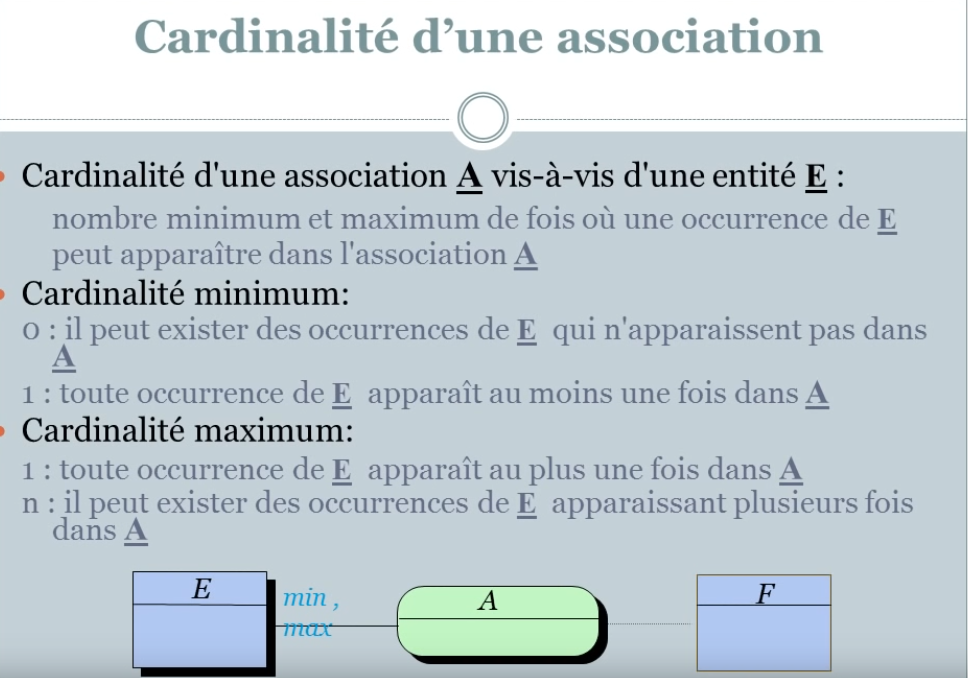 Cardinalité d’une association
Cardinalité d'une association A vis-à-vis d'une entité E :
nombre minimum et maximum de fois où une occurrence de E
peut apparaître dans l'association A
Cardinalité minimum:
0 : il peut exister des occurrences de E qui n'apparaissent pas dans
A
1 : toute occurrence de E apparaît au moins une fois dans A
Cardinalité maximum:
1 : toute occurrence de E apparaît au plus une fois dans A
n : il peut exister des occurrences de E apparaissant plusieurs fois
dans A
E
min ,
max
A
F